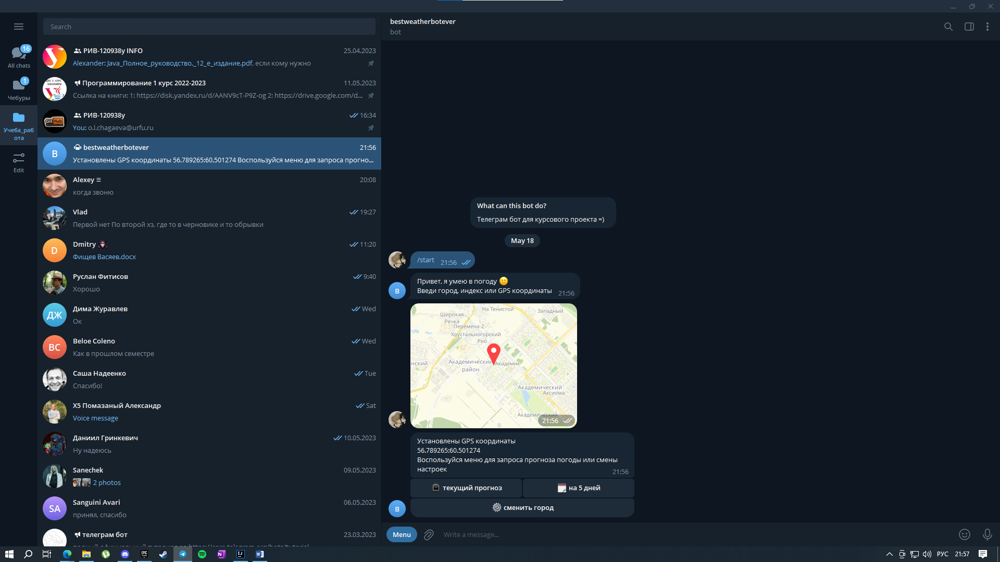 Search
16
All chats
1
Чебуры
Учеба_раб
ота
Edit
РИВ-120938у INFO
25.04.2023
Alexander: Java_Полное_руководство,_12_е_издание.pdf, если кому нужно
Программирование 1 курс 2022-2023
11.05.2023
Ссылка на книги: 1: https://disk.yandex.ru/d/AANV9cT-P9Z-og 2: https://drive.google.com/d...
GitHub
РИВ-120938у
16:34
You: o.l.chagaeva@urfu.ru
B
bestweatherbotever
21:56
Установлены GPS координаты 56.789265:60.501274 Воспользуйся меню для запроса прогно...
Alexey ☰
20:08
когда звоню
Vlad
19:27
Первой нет По второй хз, где то в черновике и то обрывки
D
Dmitry
11:20
Фищев Васяев.docx
Руслан Фитисов
9:40
Хорошо
ДЖ
Дима Журавлев
Wed
Ок
BC
Beloe Coleno
Wed
Как в прошлом семестре
Саша Надеенко
Tue
Спасибо!
X5 Помазаный Александр
Sat
Voice message
Даниил Гринкевич
10.05.2023
Ну надеюсь
Sanechek
09.05.2023
2 photos
SA
Sanguini Avari
06.05.2023
принял, спасибо
телеграм бот
23.03.2023
bestweatherbotever
bot
What can this bot do?
Телеграм бот для курсового проекта =)
May 18
/start
21:56
B
Привет, я умею в погоду 🙂
Введи город, индекс или GPS координаты
21:56
На Тенистой
Западный
Широкая
Речка
Перемена-2
Хрустальногорский
Рио
нский
Академический
район
Академик
Академический
Аксиома
Академический
21:56
Установлены GPS координаты
56.789265:60.501274
Воспользуйся меню для запроса прогноза погоды или смены
настроек
21:56
текущий прогноз
на 5 дней
B
сменить город
Menu
Write a message...
EPIC
РУС
21:57